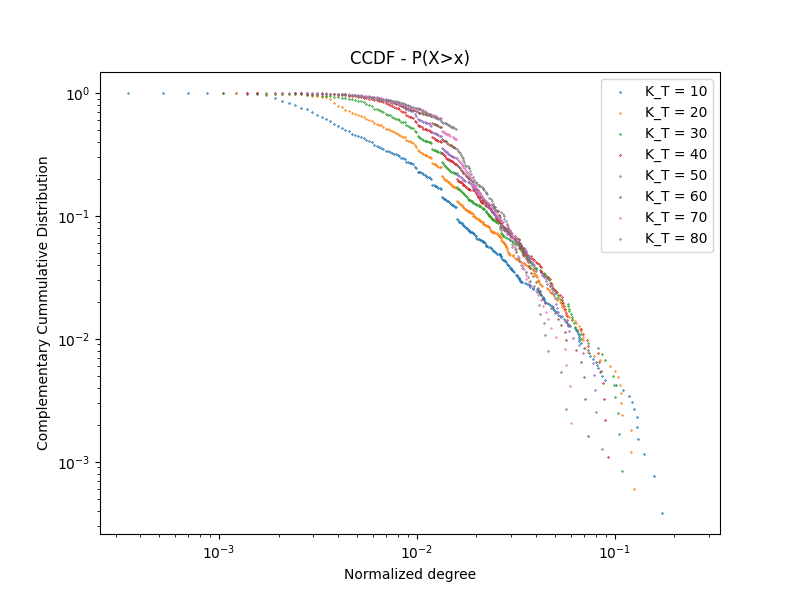 CCDF - P(X>x)
K_T = 10
K_T = 20
K_T = 30
K_T = 40
K_T = 50
K_T = 60
K_T = 70
K_T = 80
Complementary Cummulative Distribution
10⁰
10⁻¹
10⁻²
10⁻³
10⁻³ 10⁻² 10⁻¹
Normalized degree